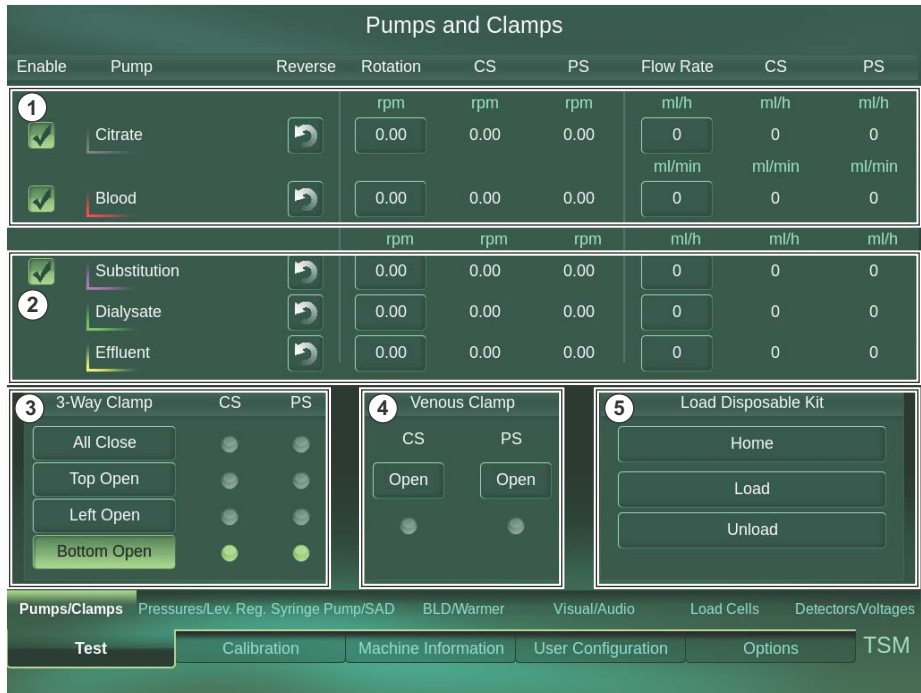 Pumps and Clamps
Enable Pump Reverse Rotation CS PS Flow Rate CS PS
1 rpm rpm rpm ml/h ml/h ml/h
Citrate 0.00 0.00 0.00 0 0 0
ml/min ml/min ml/min
Blood 0.00 0.00 0.00 0 0 0
rpm rpm rpm ml/h ml/h ml/h
Substitution 0.00 0.00 0.00 0 0 0
2 Dialysate 0.00 0.00 0.00 0 0 0
Effluent 0.00 0.00 0.00 0 0 0
3 3-Way Clamp CS PS
All Close
Top Open
Left Open
Bottom Open
4 Venous Clamp
CS PS
Open Open
5 Load Disposable Kit
Home
Load
Unload
Pumps/Clamps Pressures/Lev. Reg. Syringe Pump/SAD BLD/Warmer Visual/Audio Load Cells Detectors/Voltages
Test Calibration Machine Information User Configuration Options TSM